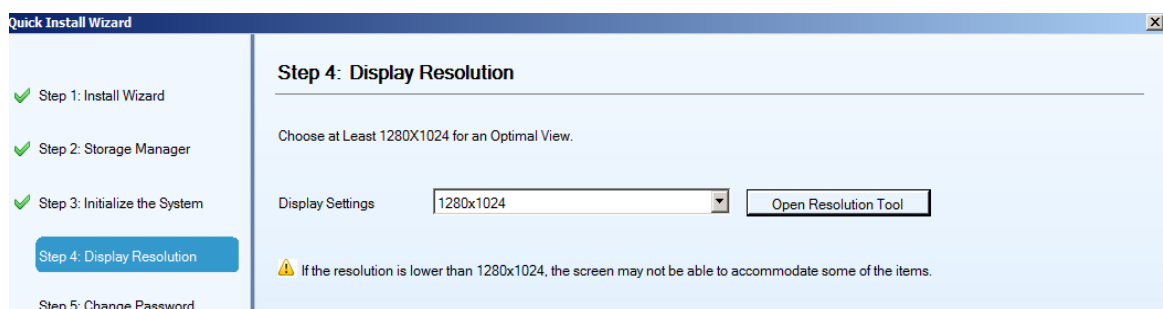 Quick Install Wizard
Step 1: Install Wizard
Step 2: Storage Manager
Step 3: Initialize the System
Step 4: Display Resolution
Step 5: Change Password
Step 4: Display Resolution
Choose at Least 1280X1024 for an Optimal View.
Display Settings
1280x1024
Open Resolution Tool
If the resolution is lower than 1280x1024, the screen may not be able to accommodate some of the items.